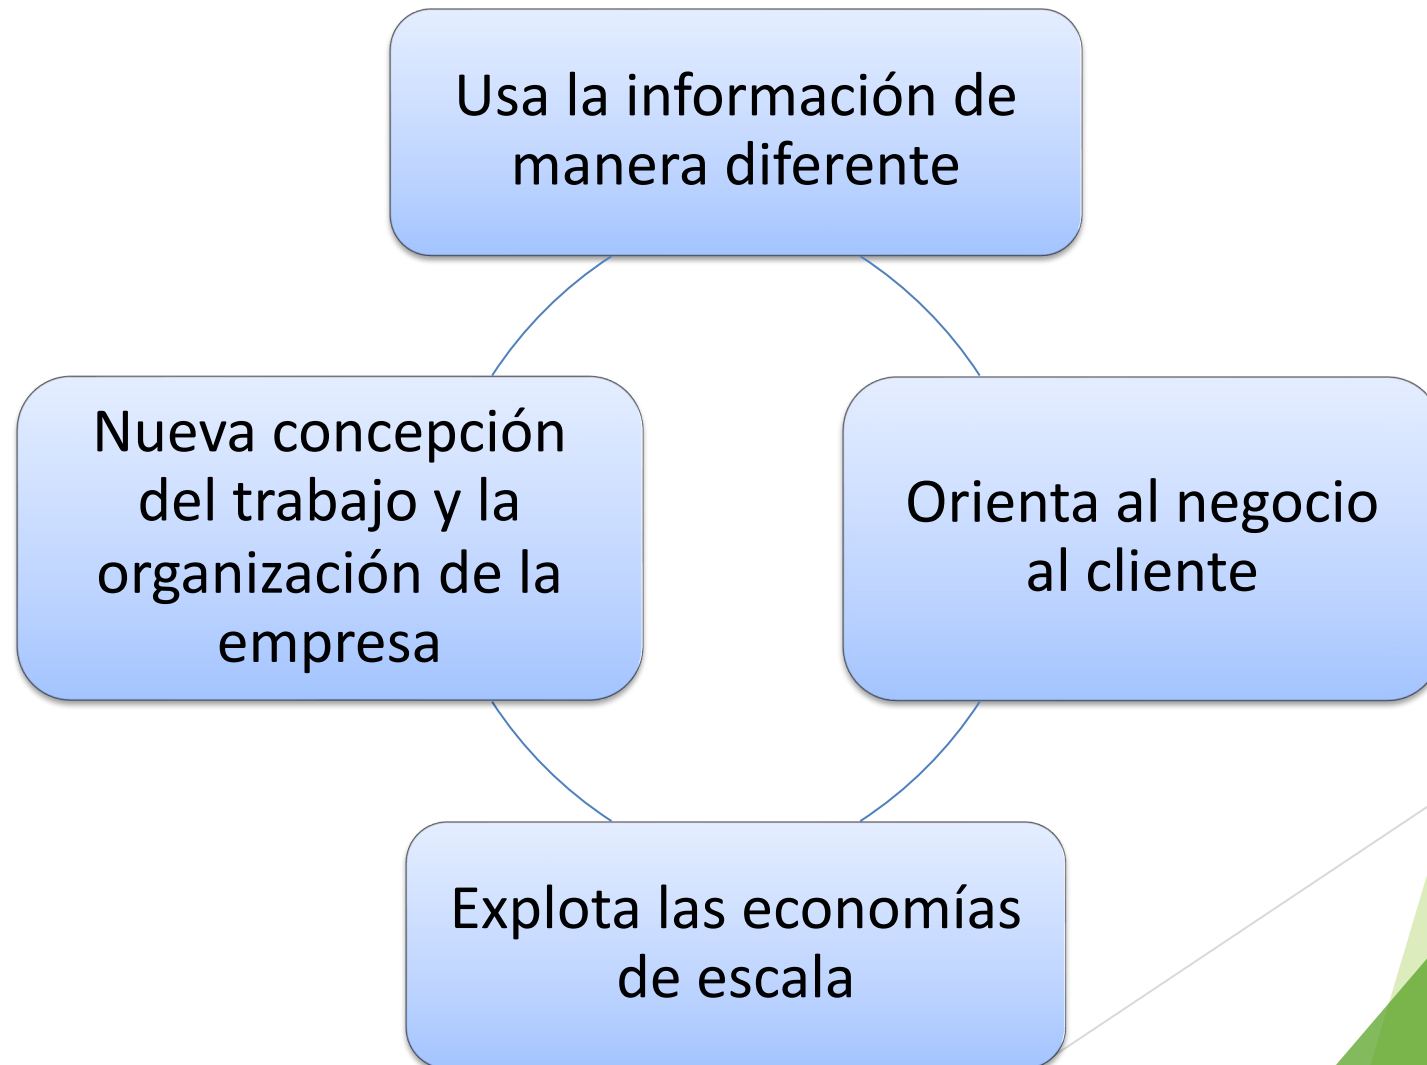 Usa la información de
manera diferente
Nueva concepción
del trabajo y la
organización de la
empresa
Orienta al negocio
al cliente
Explota las economías
de escala